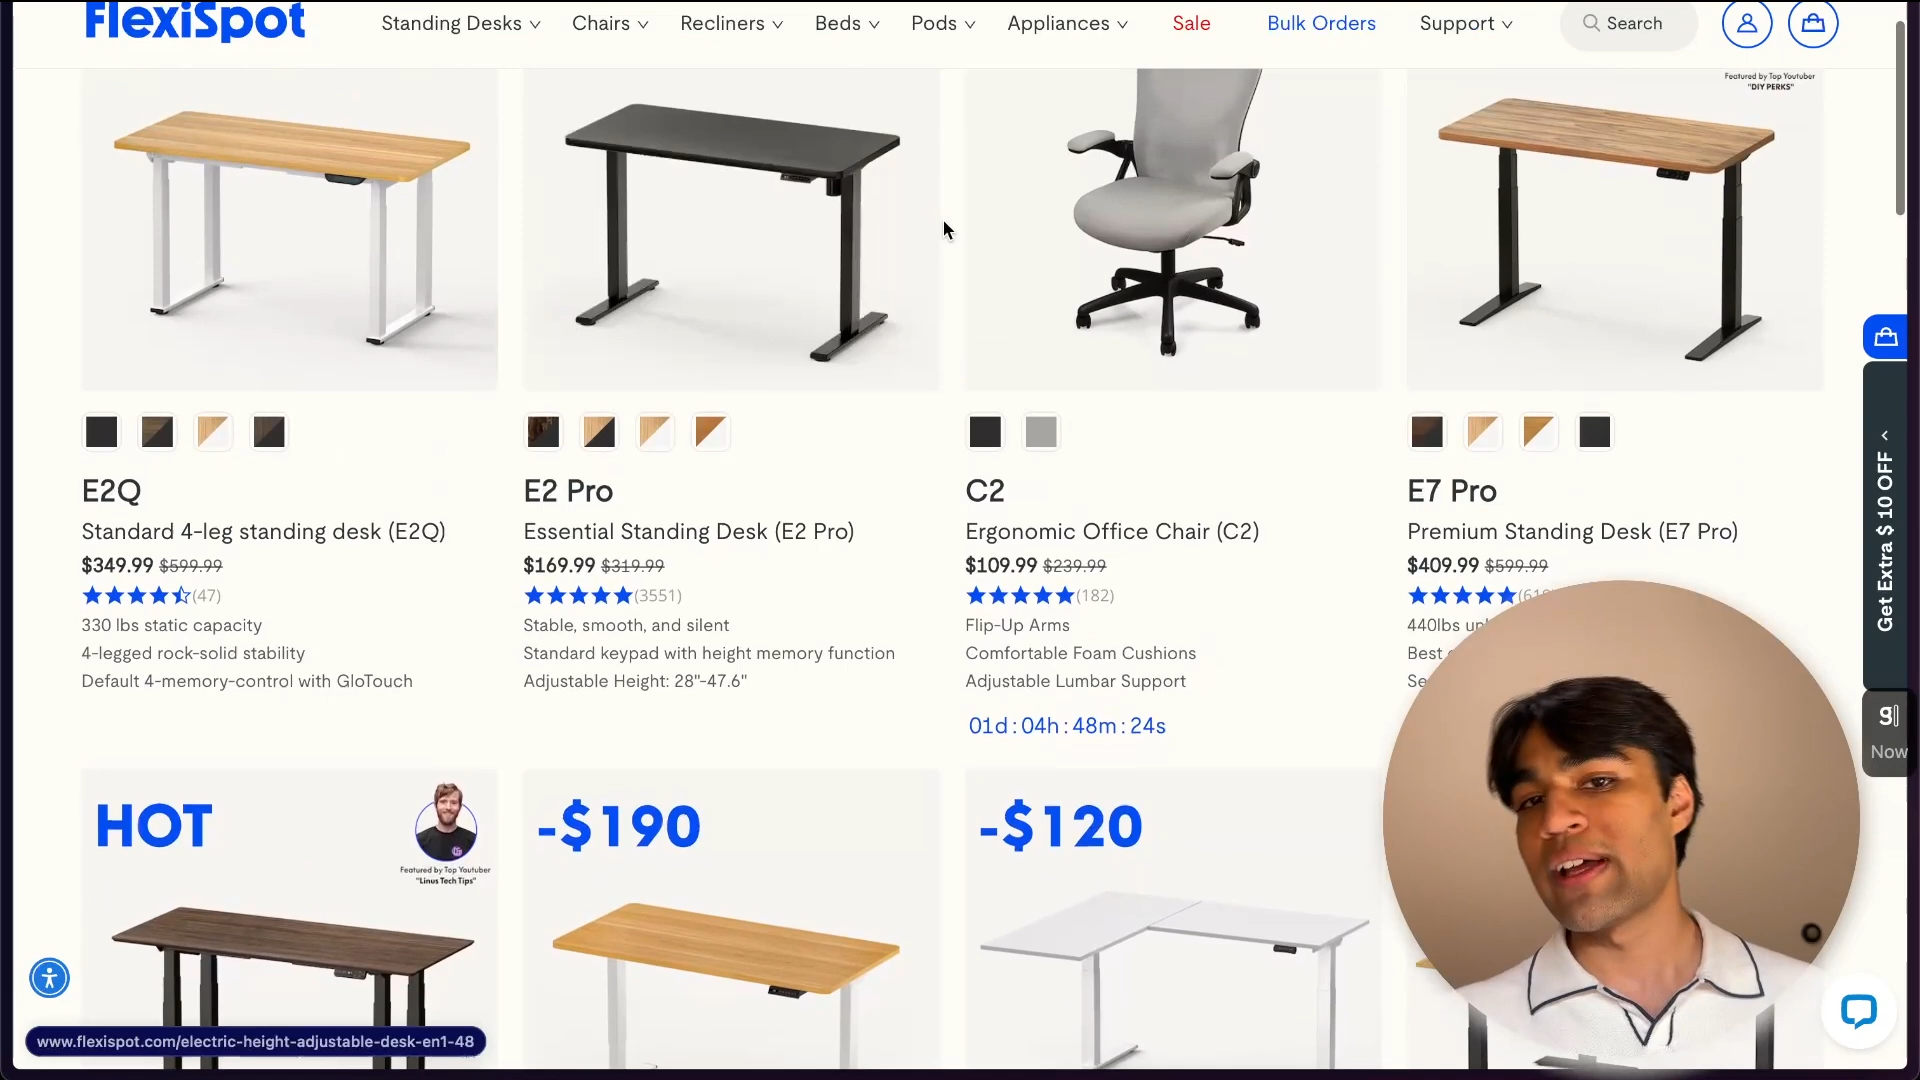 FlexiSpot
Standing Desks
Chairs
Recliners
Beds
Pods
Appliances
Sale
Bulk Orders
Support
Search
Featured by Top Youtuber
"DIY PERKS"
E2Q
Standard 4-leg standing desk (E2Q)
$349.99 $599.99
(47)
330 lbs static capacity
4-legged rock-solid stability
Default 4-memory-control with GloTouch
E2 Pro
Essential Standing Desk (E2 Pro)
$169.99 $319.99
(3551)
Stable, smooth, and silent
Standard keypad with height memory function
Adjustable Height: 28"-47.6"
C2
Ergonomic Office Chair (C2)
$109.99 $239.99
(182)
Flip-Up Arms
Comfortable Foam Cushions
Adjustable Lumbar Support
01d : 04h : 48m : 24s
E7 Pro
Premium Standing Desk (E7 Pro)
$409.99 $599.99
440lbs
Best
Get Extra $ 10 OFF
g
Now
HOT
Featured by Top Youtuber
"Linus Tech Tips"
-$190
-$120
www.flexispot.com/electric-height-adjustable-desk-en1-48